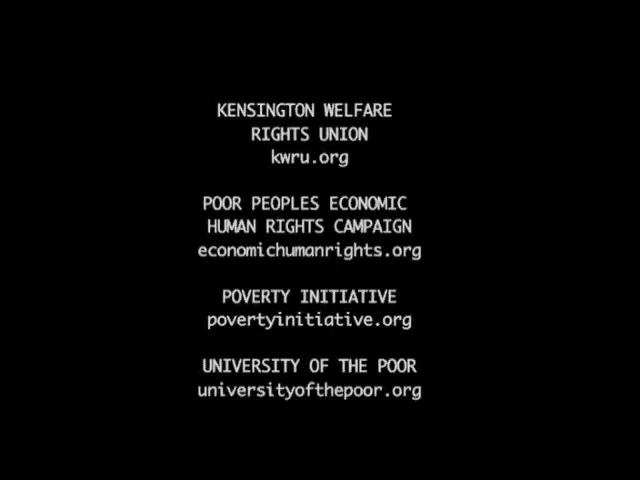 KENSINGTON WELFARE
RIGHTS UNION
kwru.org
POOR PEOPLES ECONOMIC
HUMAN RIGHTS CAMPAIGN
economichumanrights.org
POVERTY INITIATIVE
povertyinitiative.org
UNIVERSITY OF THE POOR
universityofthepoor.org